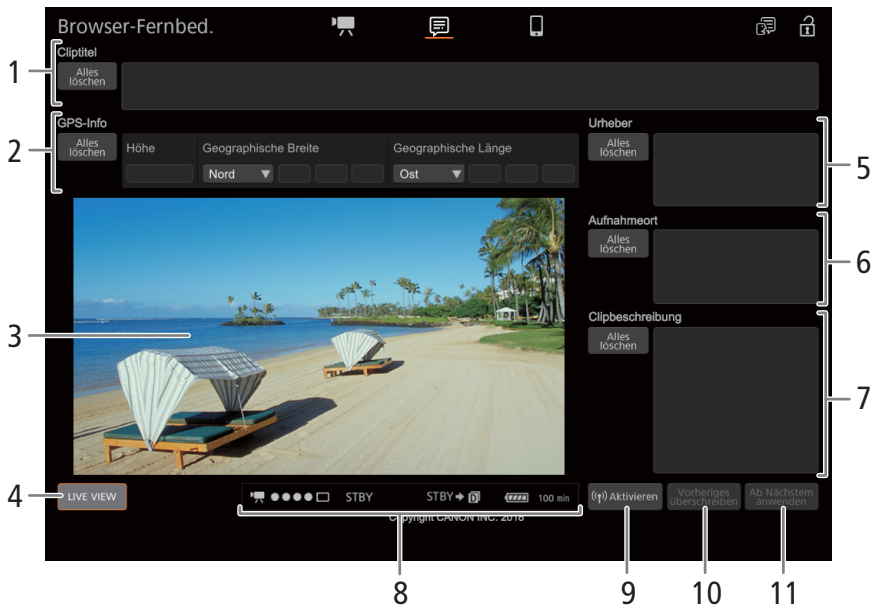 Browser-Fernbed.
Cliptitel
1
Alles
löschen
GPS-Info
2
Alles
löschen
Höhe
Geographische Breite
Geographische Länge
Nord
Ost
Urheber
Alles
löschen
5
Aufnahmeort
Alles
löschen
6
3
Clipbeschreibung
Alles
löschen
7
4
LIVE VIEW
STBY
STBY
100 min
Aktivieren
Vorheriges
überschreiben
Ab Nächstem
anwenden
Copyright CANON INC. 2018
8
9
10
11